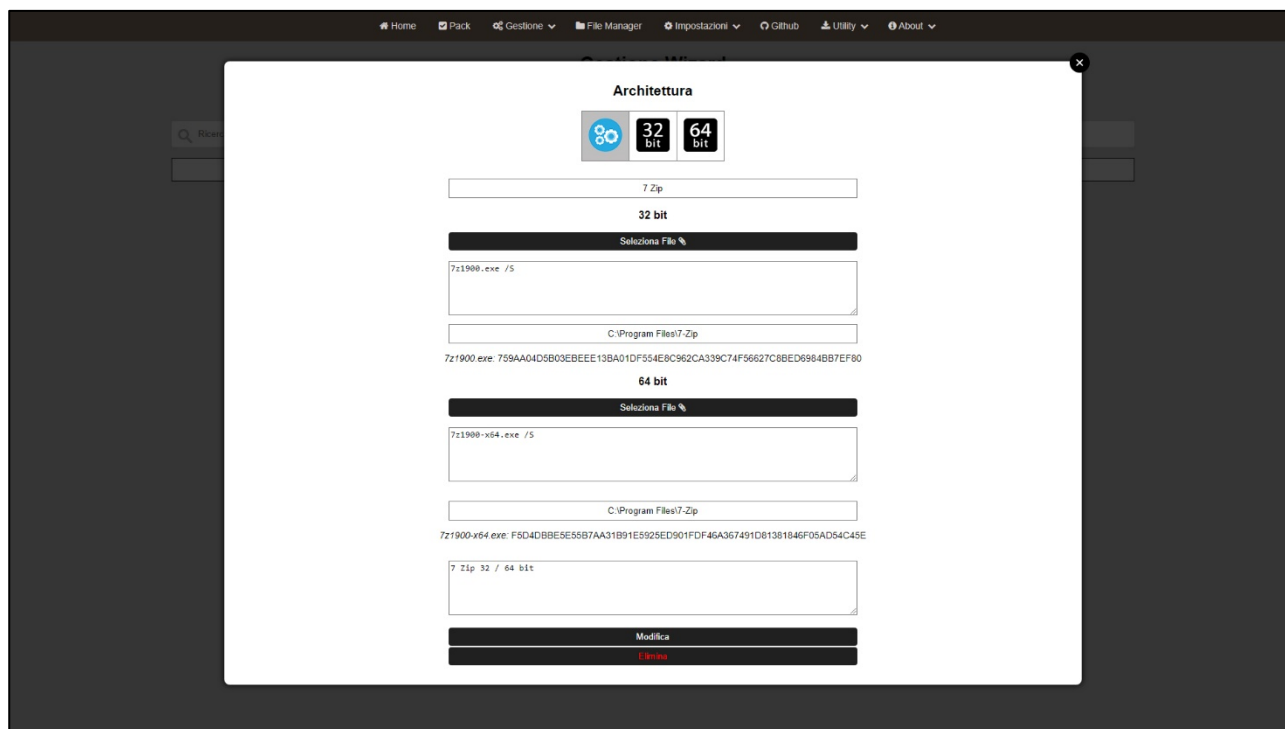 Home Pack Gestione File Manager Impostazioni Github Utility About
Gestione Wizard
Architettura
32 bit 64 bit
7 Zip
32 bit
Seleziona File
7z1900.exe /S
C:\Program Files\7-Zip
7z1900.exe: 759AA04D5B03EBEEE13BA01DF554E8C962CA339C74F56627C8BED6984BB7EF80
64 bit
Seleziona File
7z1900-x64.exe /S
C:\Program Files\7-Zip
7z1900-x64.exe: F5D4DBBE5E55B7AA31B91E5925ED901FDF46A367491D81381846F05AD54C45E
7 Zip 32 / 64 bit
Modifica
Elimina